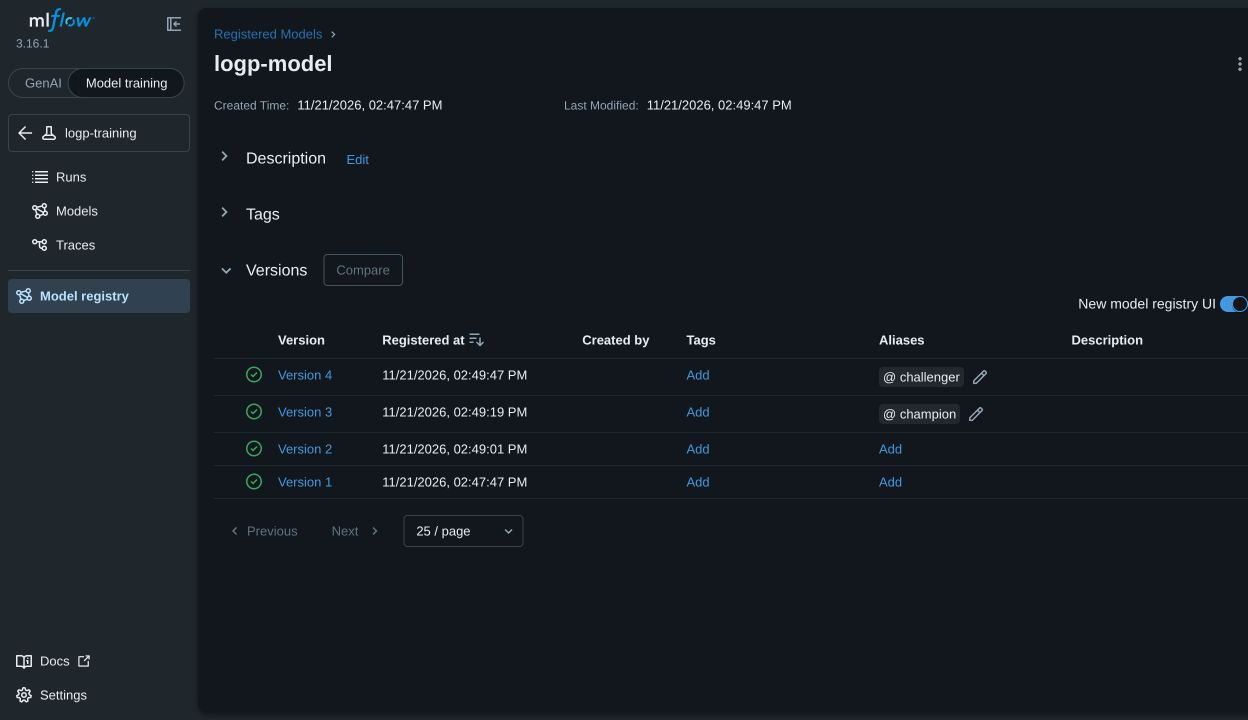 mlflow
3.16.1
GenAI Model training
logp-training
Runs
Models
Traces
Model registry
Docs
Settings
Registered Models
logp-model
Created Time: 11/21/2026, 02:47:47 PM Last Modified: 11/21/2026, 02:49:47 PM
Description Edit
Tags
Versions Compare
New model registry UI
Version Registered at Created by Tags Aliases Description
Version 4 11/21/2026, 02:49:47 PM Add @ challenger
Version 3 11/21/2026, 02:49:19 PM Add @ champion
Version 2 11/21/2026, 02:49:01 PM Add Add
Version 1 11/21/2026, 02:47:47 PM Add Add
Previous Next 25 / page